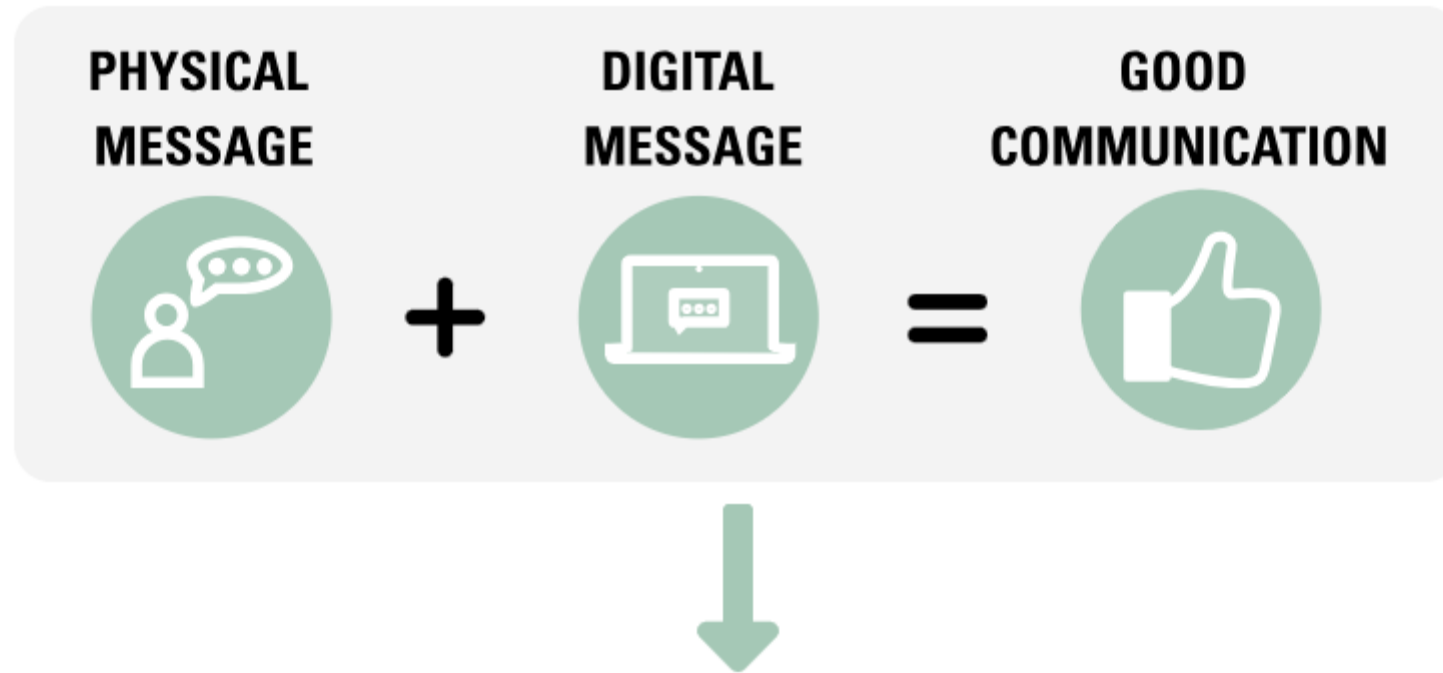 PHYSICAL
MESSAGE
DIGITAL
MESSAGE
GOOD
COMMUNICATION